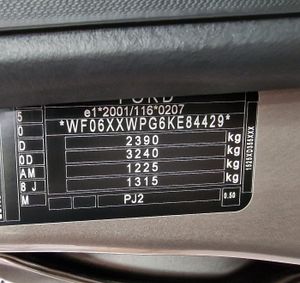 FORD
e1*2001/116*0207
*WF06XXWPG6KE84429*
2390 kg
3240 kg
1225 kg
1315 kg
5
0
D
0D
AM
8 J
M
PJ2
0.50